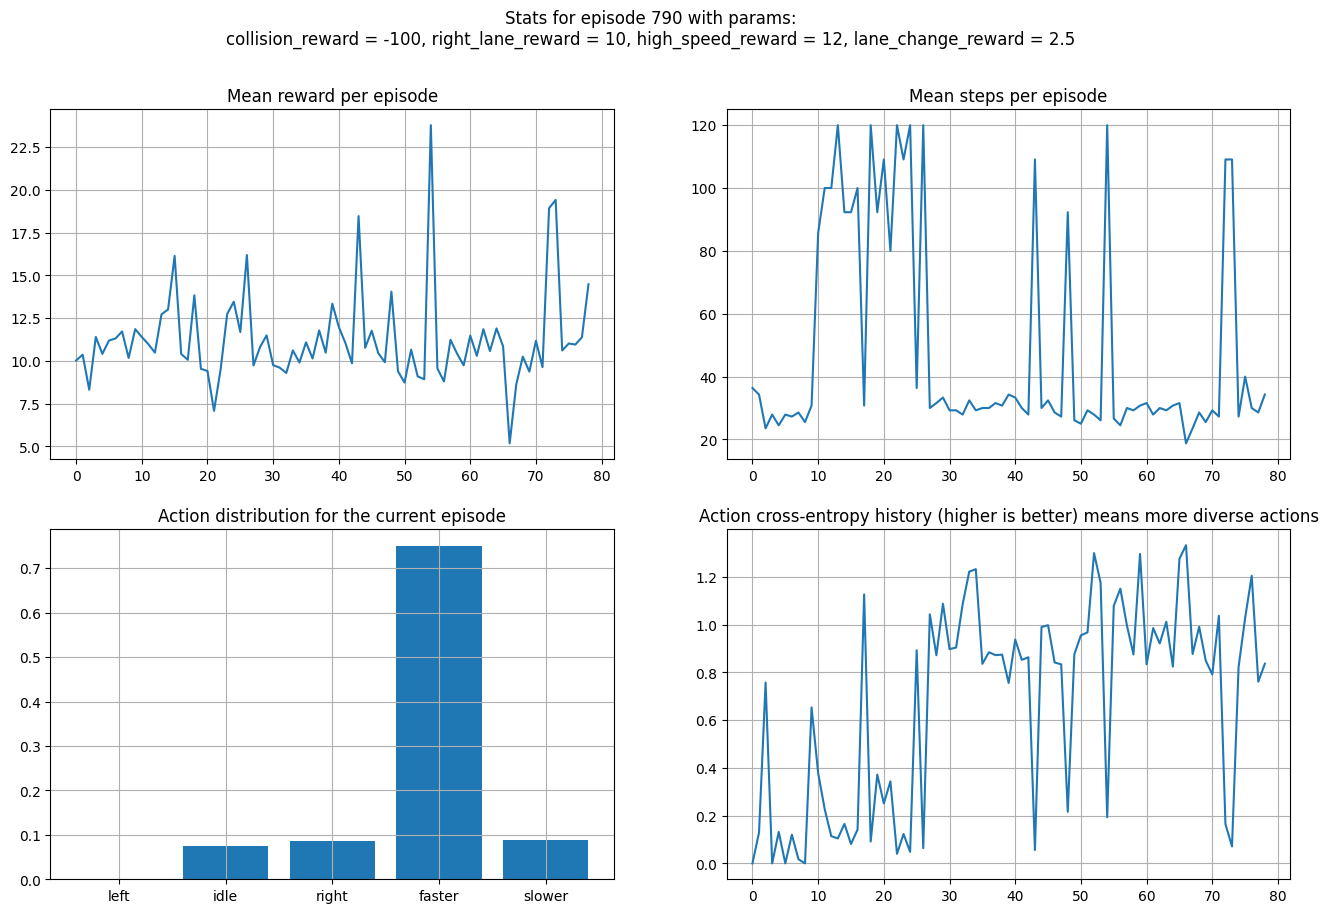 Stats for episode 790 with params:
collision_reward = -100, right_lane_reward = 10, high_speed_reward = 12, lane_change_reward = 2.5
Mean reward per episode
22.5
20.0
17.5
15.0
12.5
10.0
7.5
5.0
0 10 20 30 40 50 60 70 80
Mean steps per episode
120
100
80
60
40
20
0 10 20 30 40 50 60 70 80
Action distribution for the current episode
0.7
0.6
0.5
0.4
0.3
0.2
0.1
0.0
left idle right faster slower
Action cross-entropy history (higher is better) means more diverse actions
1.2
1.0
0.8
0.6
0.4
0.2
0.0
0 10 20 30 40 50 60 70 80